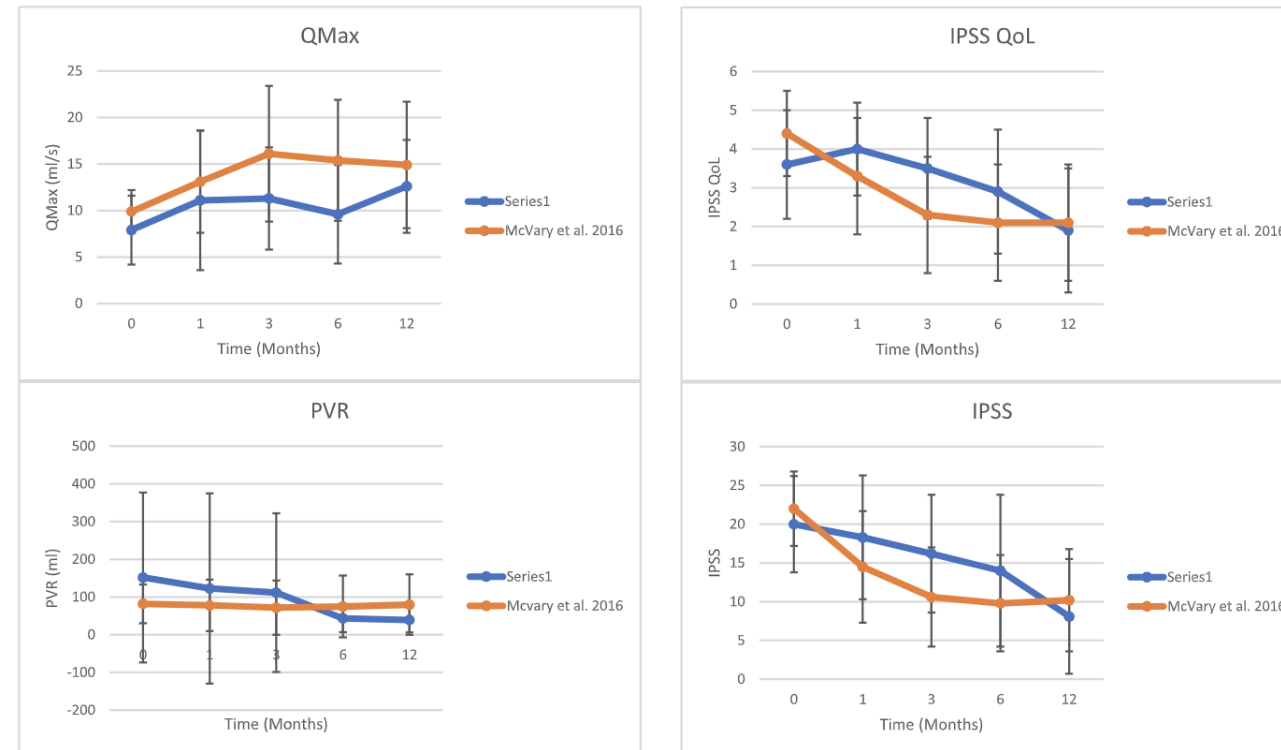 QMax
25
20
15
10
5
0
QMax (ml/s)
0 1 3 6 12
Time (Months)
Series1
McVary et al. 2016
IPSS QoL
6
5
4
3
2
1
0
IPSS QoL
0 1 3 6 12
Time (Months)
Series1
McVary et al. 2016
PVR
500
400
300
200
100
0
-100
-200
PVR (ml)
0 1 3 6 12
Time (Months)
Series1
Mcvary et al. 2016
IPSS
30
25
20
15
10
5
0
IPSS
0 1 3 6 12
Time (Months)
Series1
McVary et al. 2016